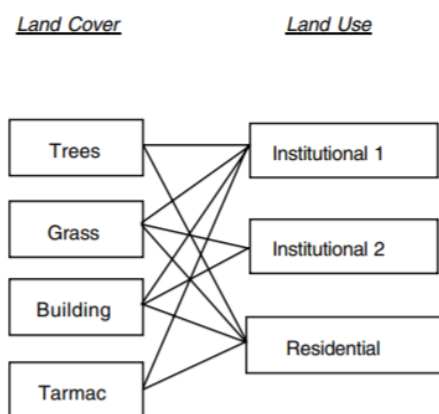 Land Cover
Land Use
Trees
Institutional 1
Grass
Institutional 2
Building
Residential
Tarmac